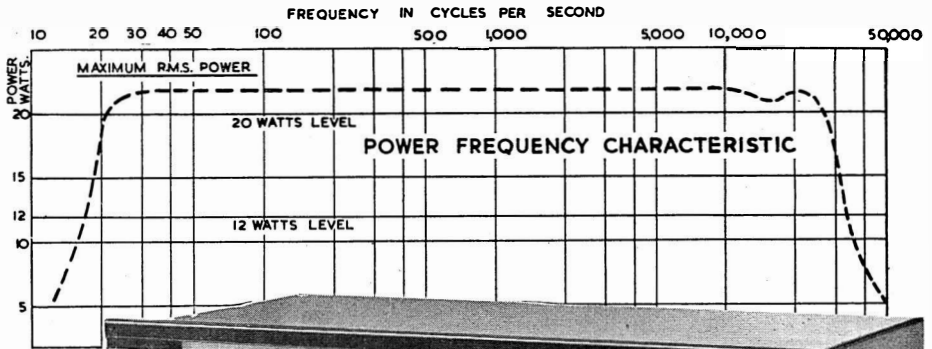 FREQUENCY IN CYCLES PER SECOND
10 20 30 40 50 100 500 1,000 5,000 10,000 50,000
POWER WATTS.
MAXIMUM R.M.S. POWER
20
20 WATTS LEVEL
POWER FREQUENCY CHARACTERISTIC
15
12
12 WATTS LEVEL
10
5